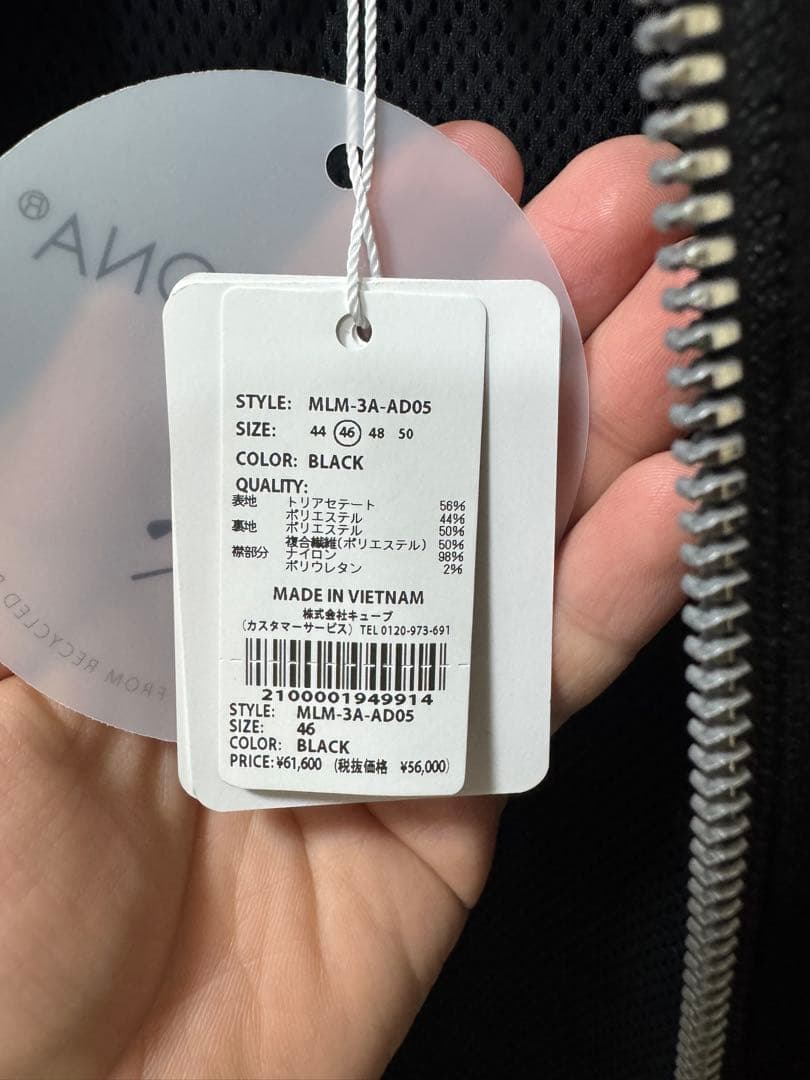 STYLE: MLM-3A-AD05
SIZE: 44 46 48 50
COLOR: BLACK
QUALITY:
表地 トリアセテート 56%
ポリエステル 44%
裏地 ポリエステル 50%
複合繊維(ポリエステル) 50%
襟部分 ナイロン 98%
ポリウレタン 2%
MADE IN VIETNAM
株式会社キューブ
(カスタマーサービス) TEL 0120-973-691
2100001949914
STYLE: MLM-3A-AD05
SIZE: 46
COLOR: BLACK
PRICE: ¥61,600 (税抜価格 ¥56,000)
ONA®
FROM RECYCLED